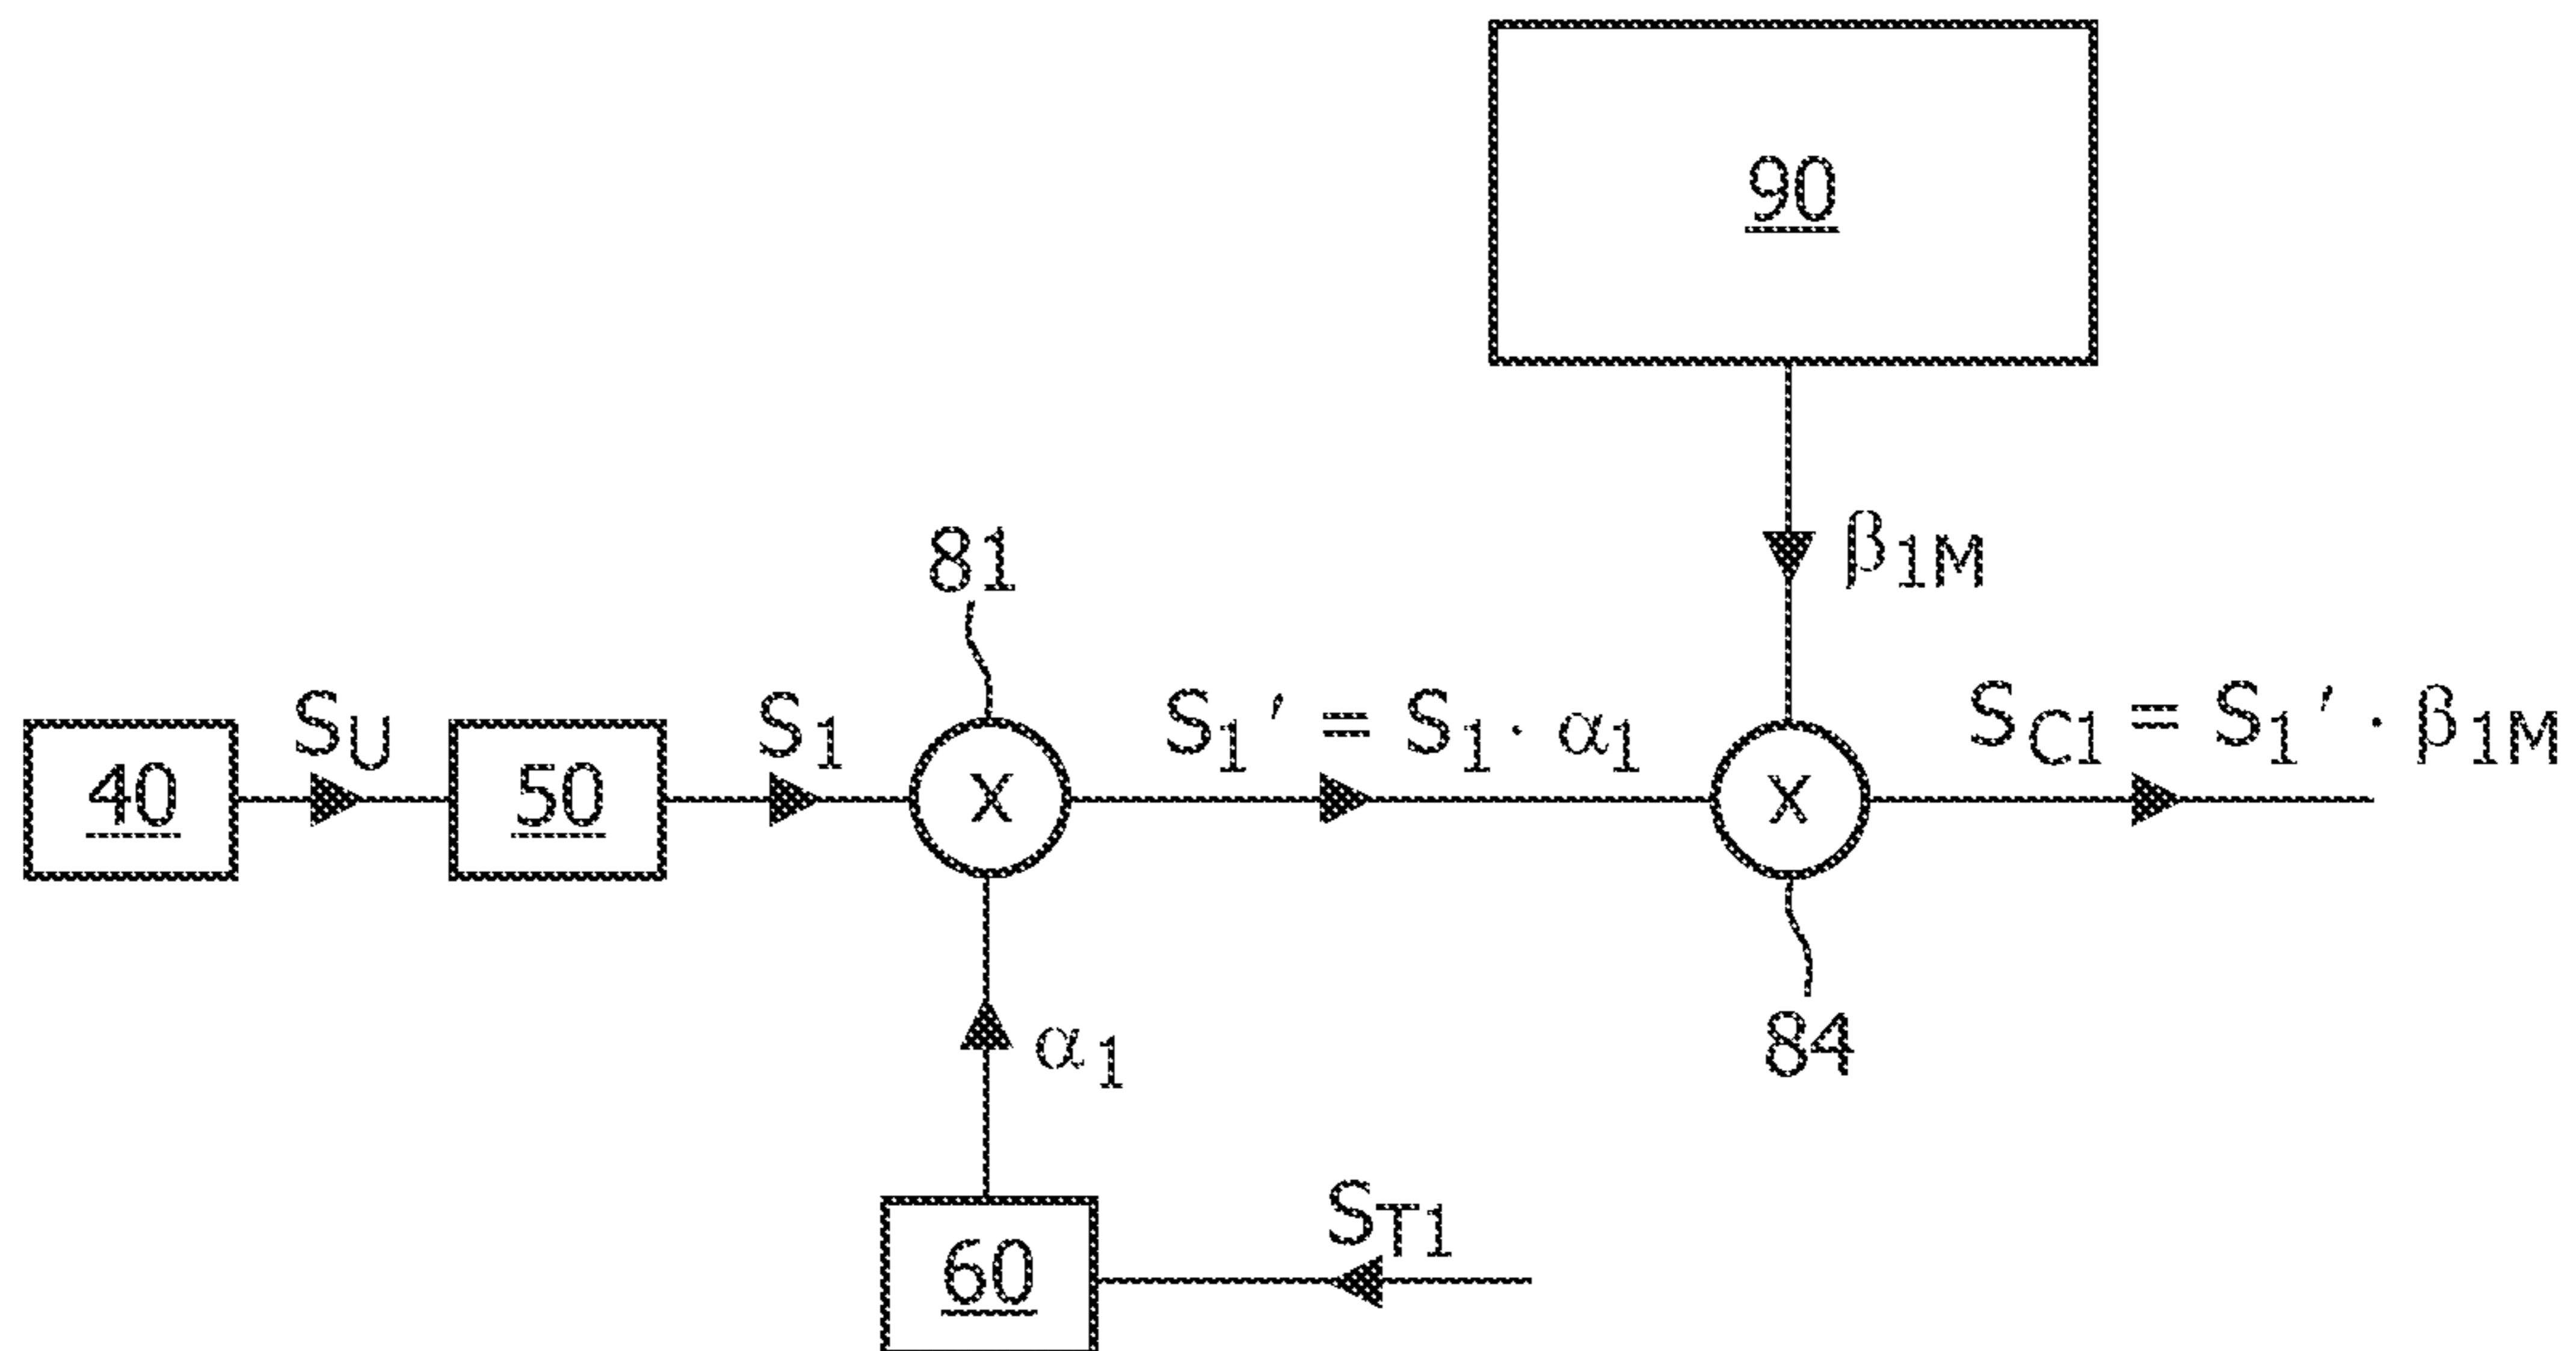 90
β1M
81
SU
S1
S1′ = S1 · α1
SC1 = S1′ · β1M
40
50
X
X
α1
84
ST1
60